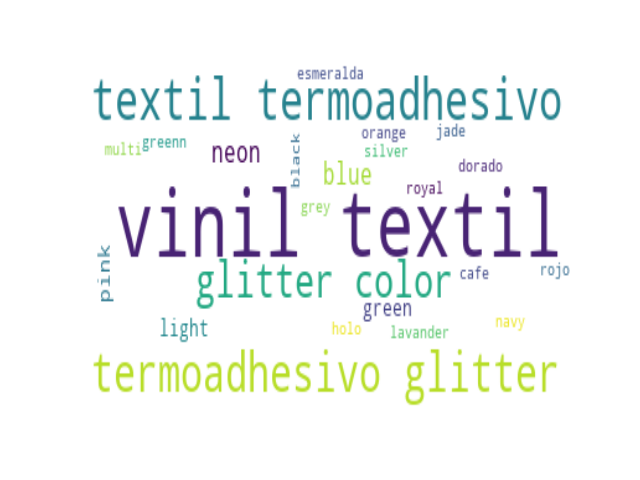 esmeralda
textil termoadhesivo
orange
jade
multi
greenn
neon
black
silver
dorado
blue
royal
grey
vinil textil
pink
glitter color
cafe
rojo
green
light
holo
lavander
navy
termoadhesivo glitter